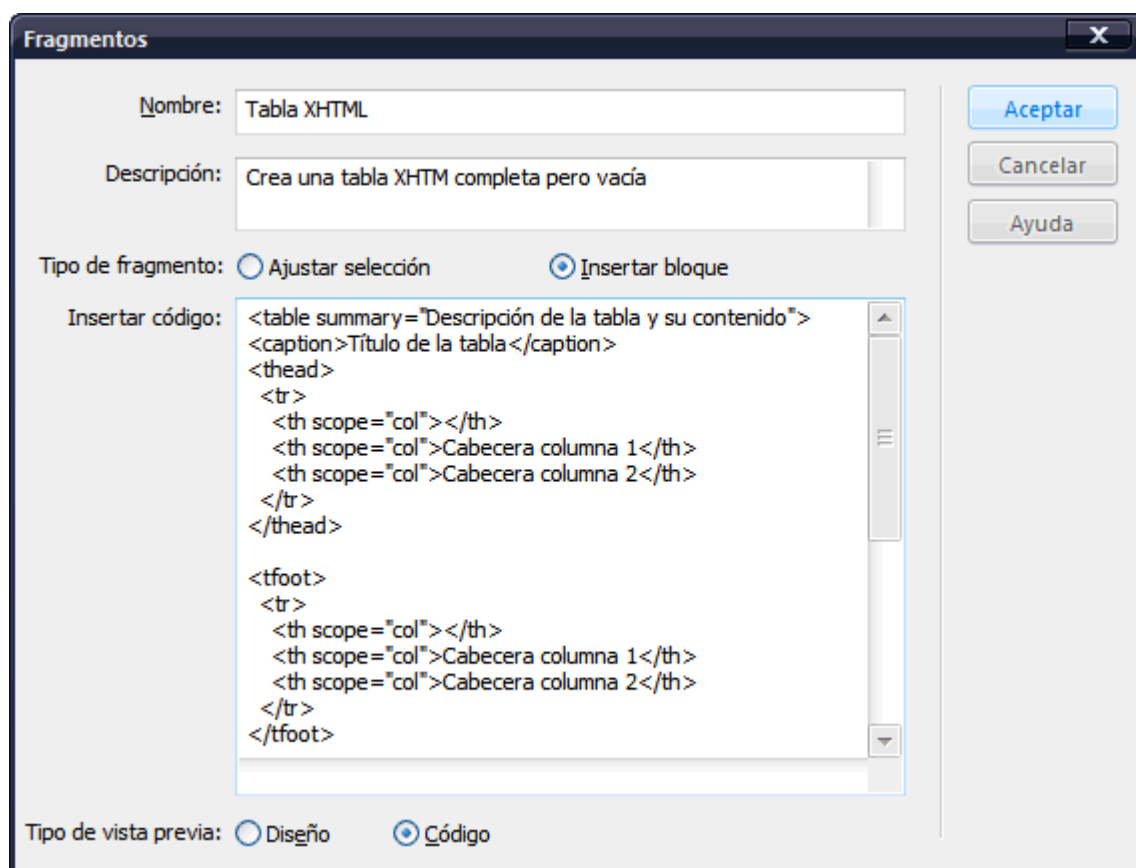 Fragmentos
Nombre: Tabla XHTML
Aceptar
Descripción: Crea una tabla XHTM completa pero vacía
Cancelar
Ayuda
Tipo de fragmento: Ajustar selección Insertar bloque
Insertar código: <table summary="Descripción de la tabla y su contenido">
<caption>Título de la tabla</caption>
<thead>
  <tr>
    <th scope="col"></th>
    <th scope="col">Cabecera columna 1</th>
    <th scope="col">Cabecera columna 2</th>
  </tr>
</thead>

<tfoot>
  <tr>
    <th scope="col"></th>
    <th scope="col">Cabecera columna 1</th>
    <th scope="col">Cabecera columna 2</th>
  </tr>
</tfoot>
Tipo de vista previa: Diseño Código